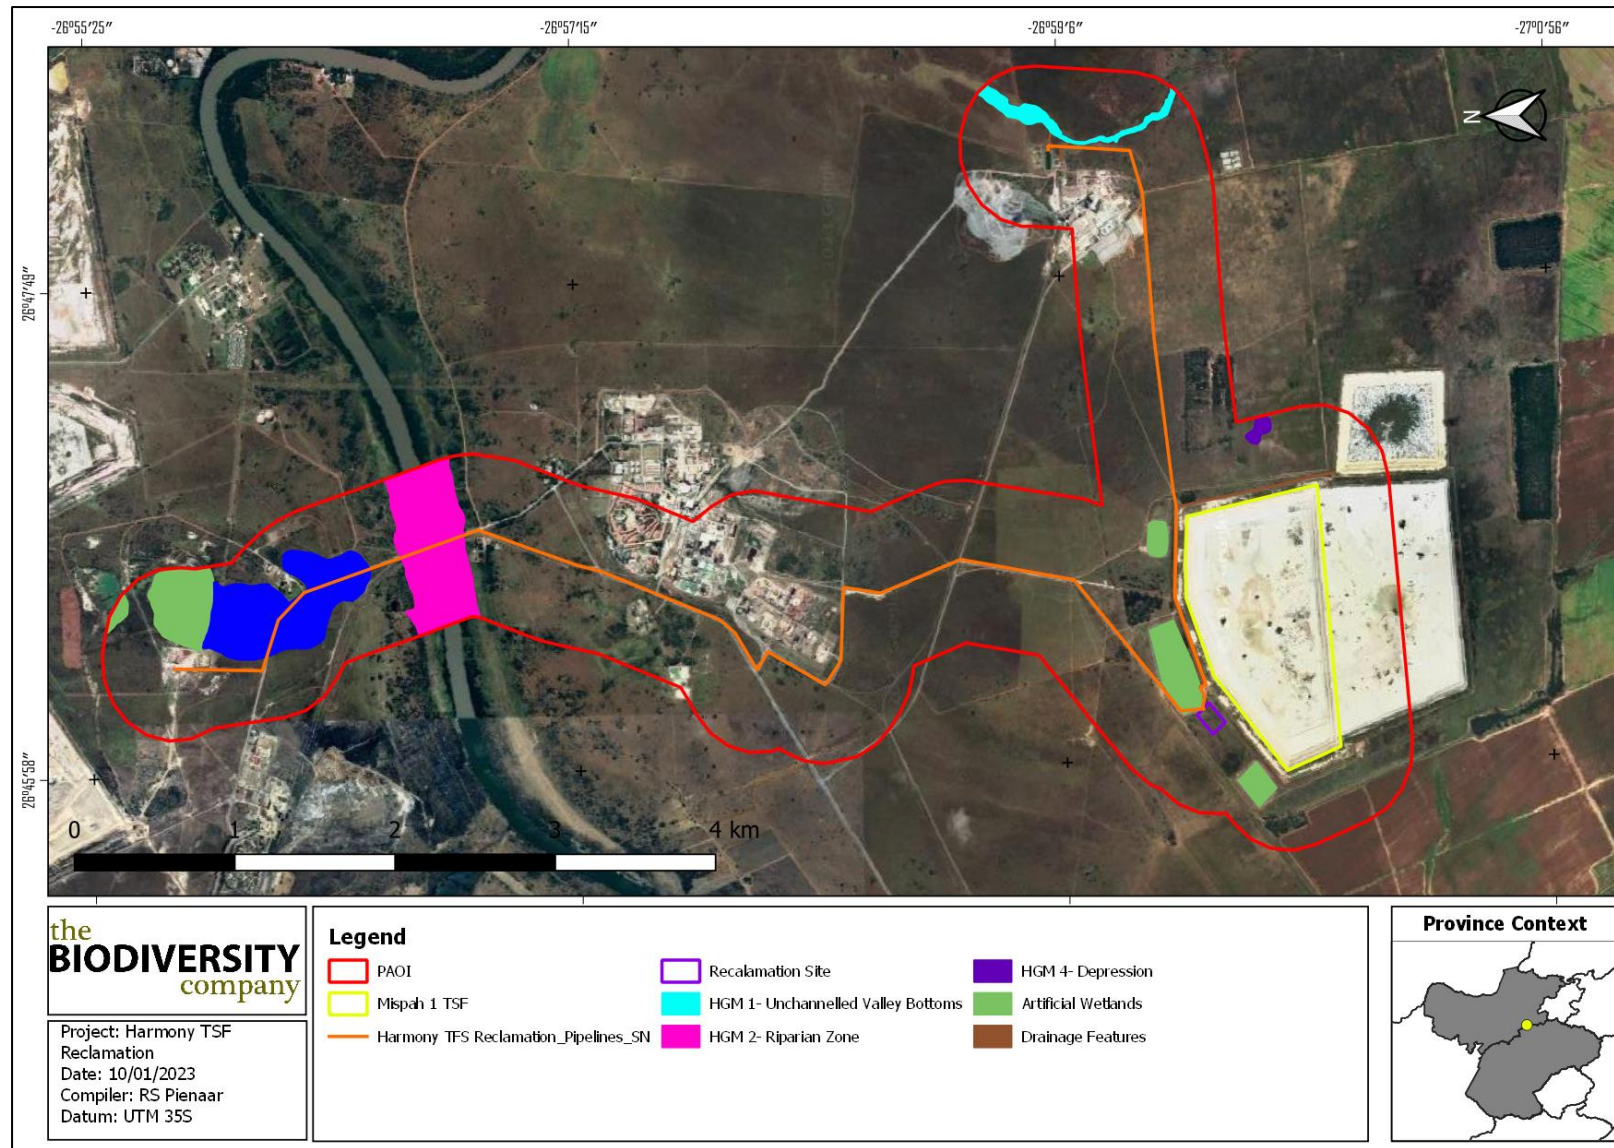 -26°55′25″ -26°57′15″ -26°59′6″ -27°0′56″
N
26°47′49″
26°45′58″
0 1 2 3 4 km
the
BIODIVERSITY
company
Project: Harmony TSF
Reclamation
Date: 10/01/2023
Compiler: RS Pienaar
Datum: UTM 35S
Legend
PAOI
Mispah 1 TSF
Harmony TFS Reclamation_Pipelines_SN
Recalamation Site
HGM 1- Unchannelled Valley Bottoms
HGM 2- Riparian Zone
HGM 4- Depression
Artificial Wetlands
Drainage Features
Province Context